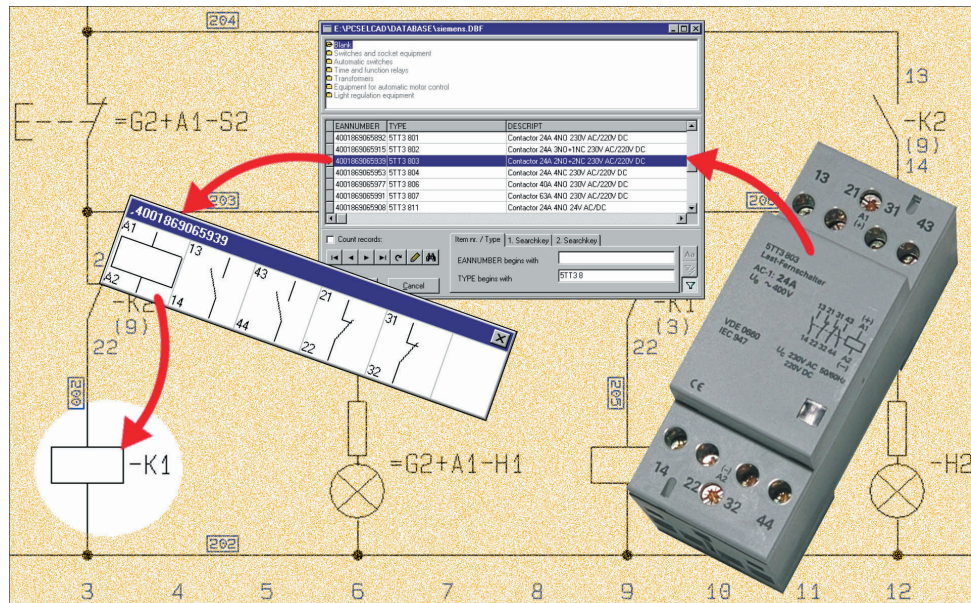 204
E:\PCSELCAD\DATABASE\siemens.DBF
Blank
Switches and socket equipment
Automatic switches
Time and function relays
Transformers
Equipment for automatic motor control
Light regulation equipment
EANNUMBER TYPE DESCRIPT
4001869065892 5TT3 801 Contactor 24A 4NO 230V AC/220V DC
4001869065915 5TT3 802 Contactor 24A 3NO+1NC 230V AC/220V DC
4001869065939 5TT3 803 Contactor 24A 2NO+2NC 230V AC/220V DC
4001869065953 5TT3 804 Contactor 24A 4NC 230V AC/220V DC
4001869065977 5TT3 806 Contactor 40A 4NO 230V AC/220V DC
4001869065991 5TT3 807 Contactor 63A 4NO 230V AC/220V DC
4001869065908 5TT3 811 Contactor 24A 4NO 24V AC/DC
Count records:
Item nr. / Type 1. Searchkey 2. Searchkey
EANNUMBER begins with
TYPE begins with 5TT3 8
Cancel
=G2+A1-S2
13
-K2
(9)
14
203
4001869065939
A1
A2
13
14
43
44
21
22
31
32
-K2
(9)
22
200
-K1
=G2+A1-H1
-K1
(3)
22
205
-H2
202
13 21 31 43
A1
(+)
5TT3 803
Last-Fernschalter
AC-1: 24A
Ue ~400V
VDE 0660
IEC 947
13 21 31 43 (+)
A1
14 22 32 44 A2
(-)
Uc 230V AC 50/60Hz
220V DC
CE
(-)
A2
14 22 32 44
3 4 5 6 7 8 9 10 11 12